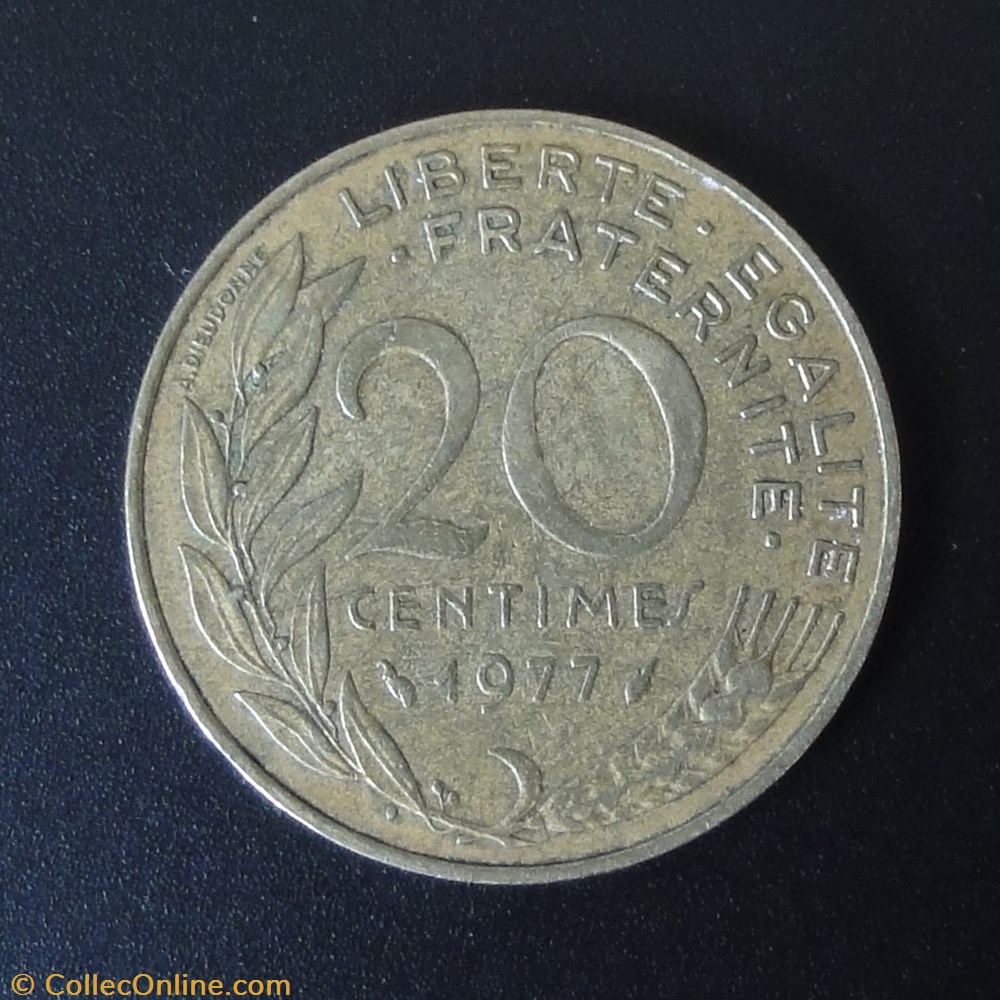 LIBERTE · EGALITE
· FRATERNITE ·
A.DIEUDONNE
20
CENTIMES
1977
© CollecOnline.com